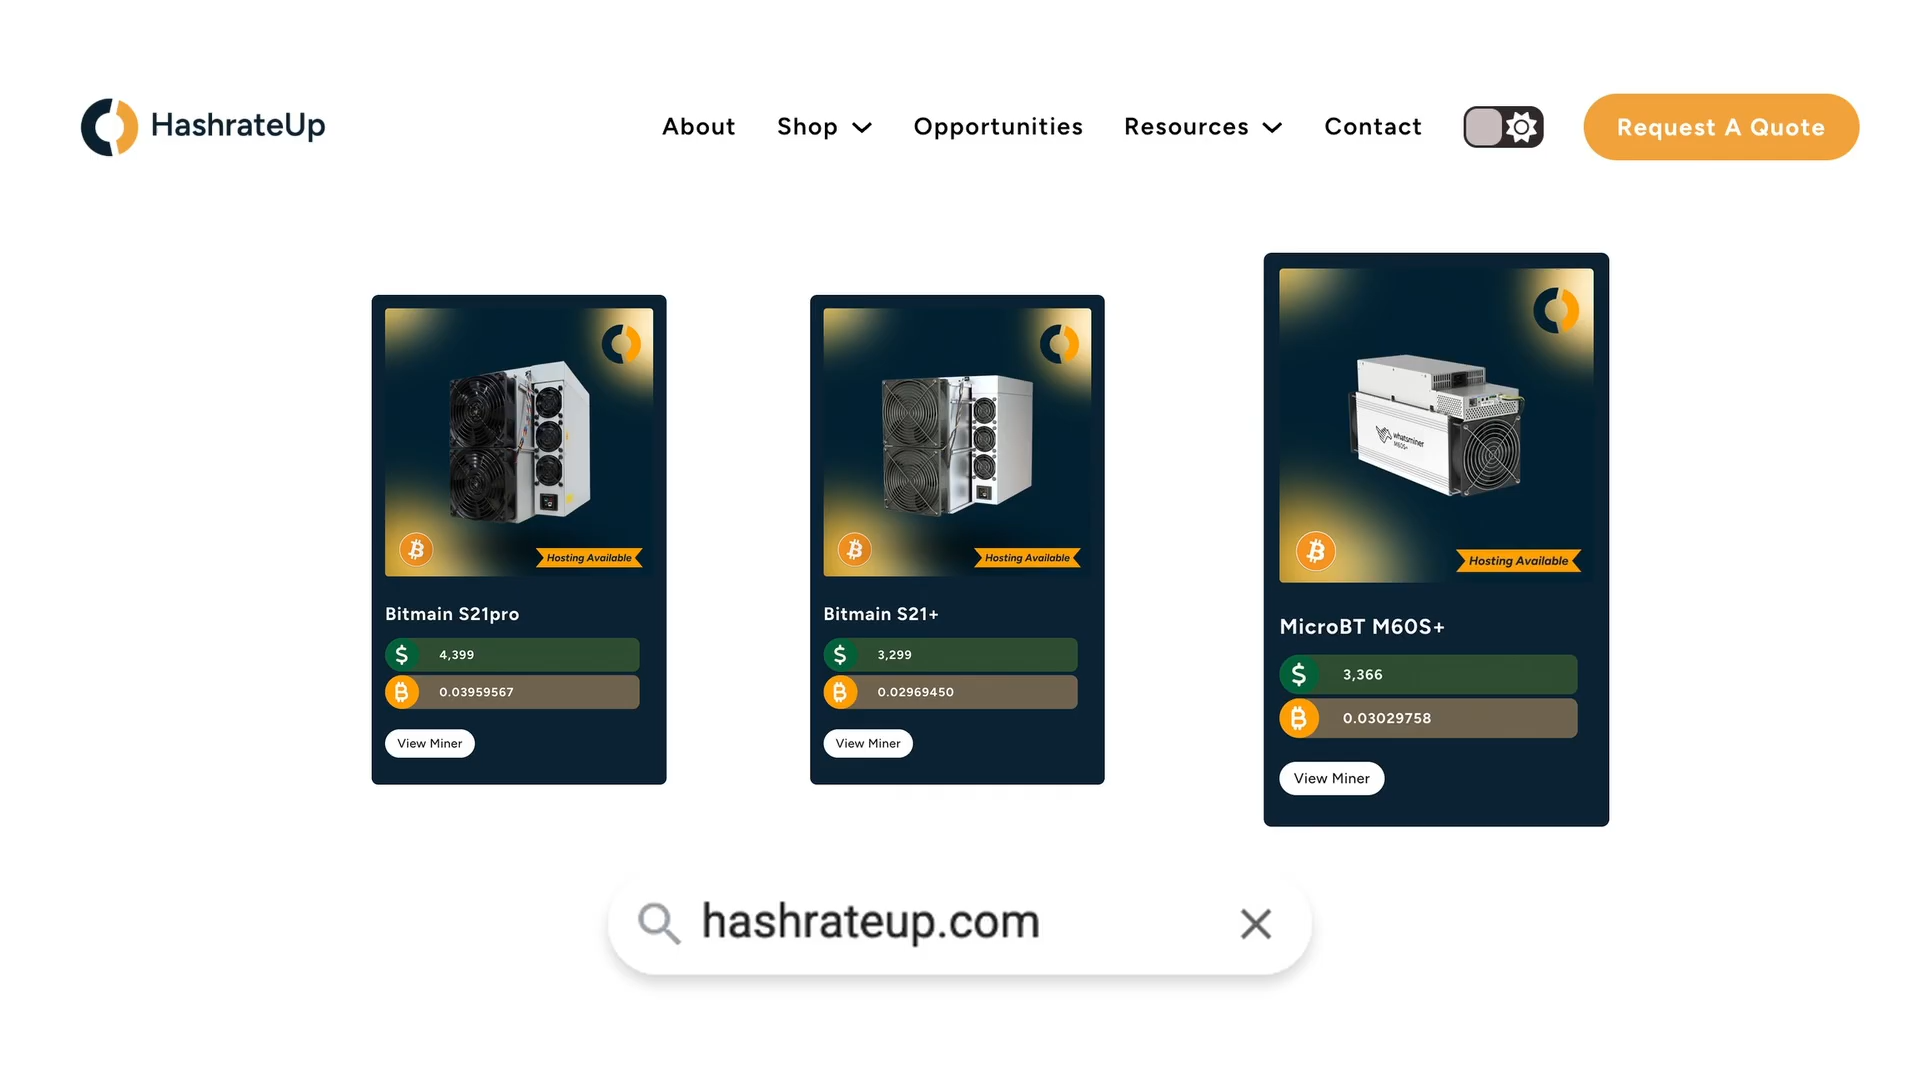 HashrateUp
About
Shop
Opportunities
Resources
Contact
Request A Quote
Hosting Available
Bitmain S21pro
$ 4,399
0.03959567
View Miner
Hosting Available
Bitmain S21+
$ 3,299
0.02969450
View Miner
whatsminer
M60S+
Hosting Available
MicroBT M60S+
$ 3,366
0.03029758
View Miner
hashrateup.com